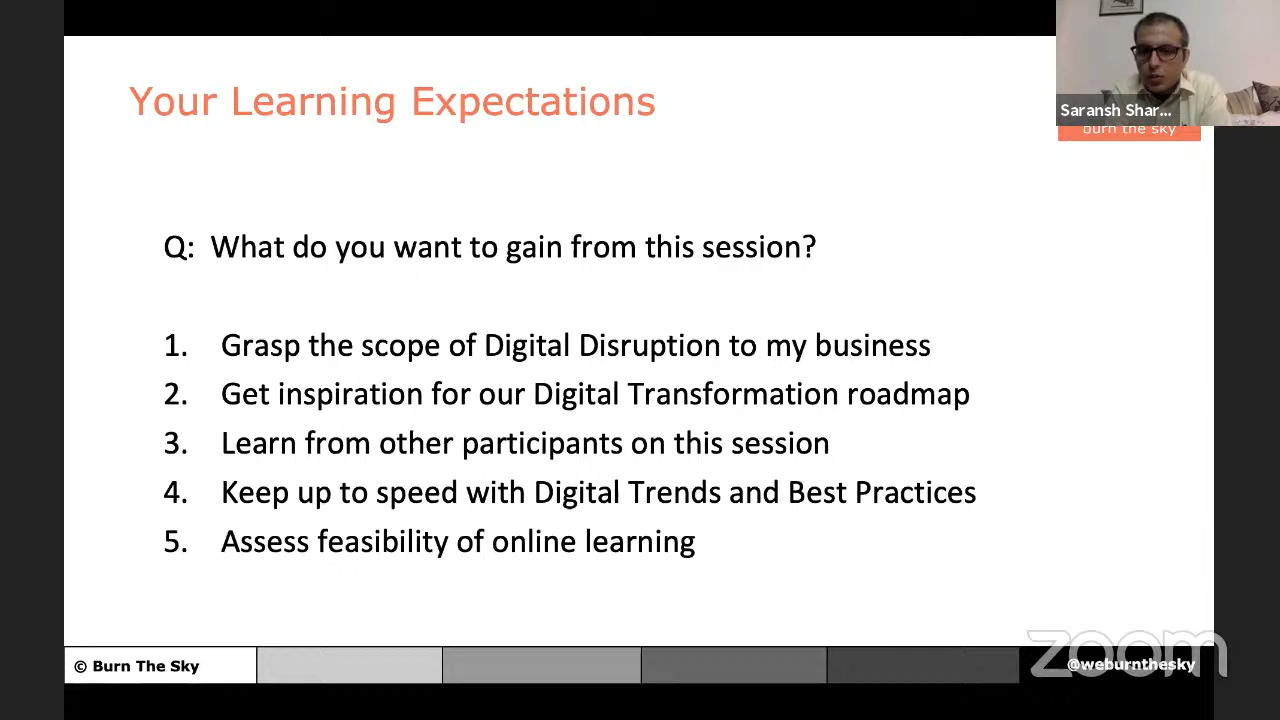 Your Learning Expectations
Saransh Shar...
burn the sky
Q: What do you want to gain from this session?
1. Grasp the scope of Digital Disruption to my business
2. Get inspiration for our Digital Transformation roadmap
3. Learn from other participants on this session
4. Keep up to speed with Digital Trends and Best Practices
5. Assess feasibility of online learning
© Burn The Sky
@weburnthesky
zoom